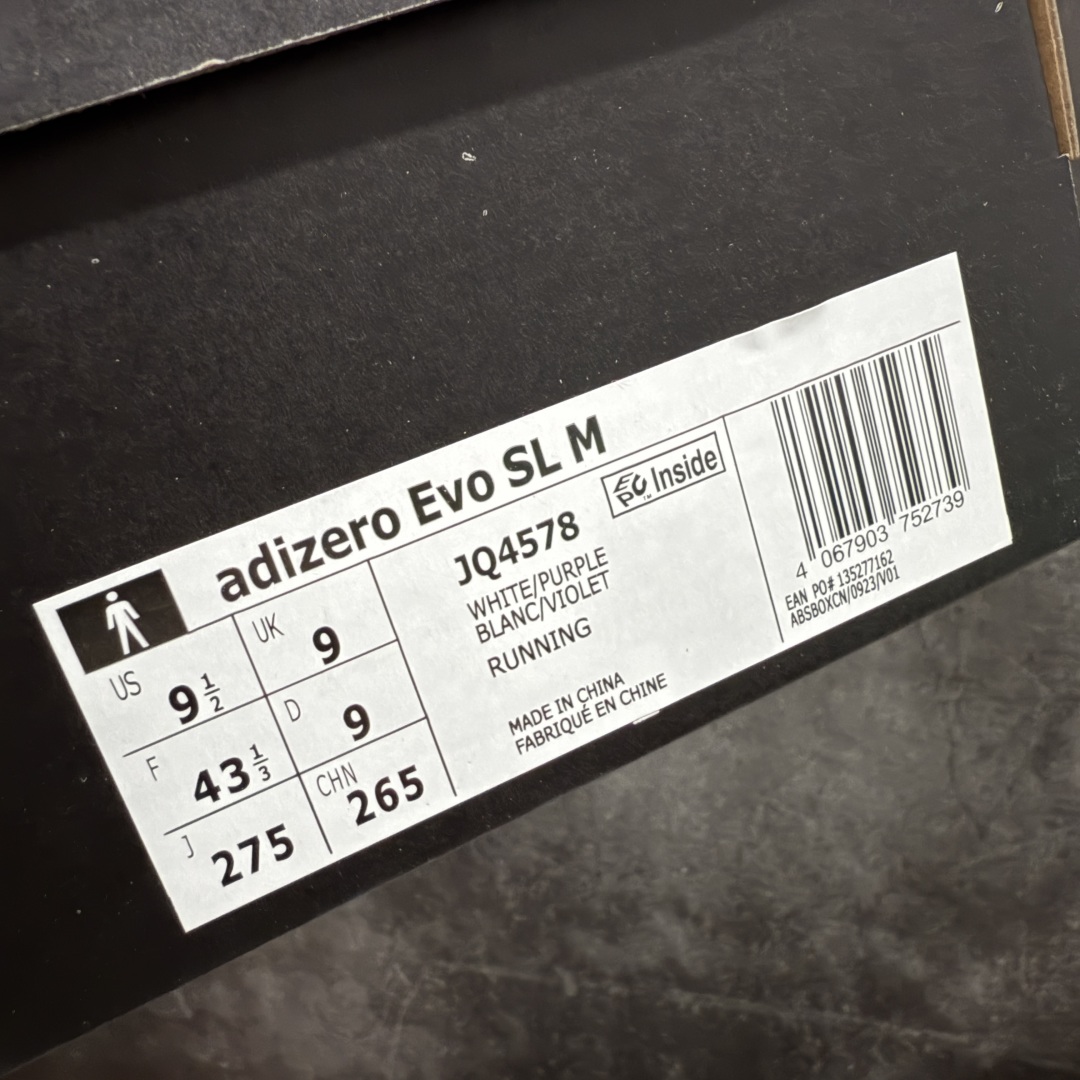 adizero Evo SL M
US 9 1/2
UK 9
F 43 1/3
D 9
J 275
CHN 265
JQ4578
EPC™ Inside
WHITE/PURPLE
BLANC/VIOLET
RUNNING
MADE IN CHINA
FABRIQUÉ EN CHINE
4 067903 752739
EAN PO# 135277162
ABSBOXCN/0923/V01